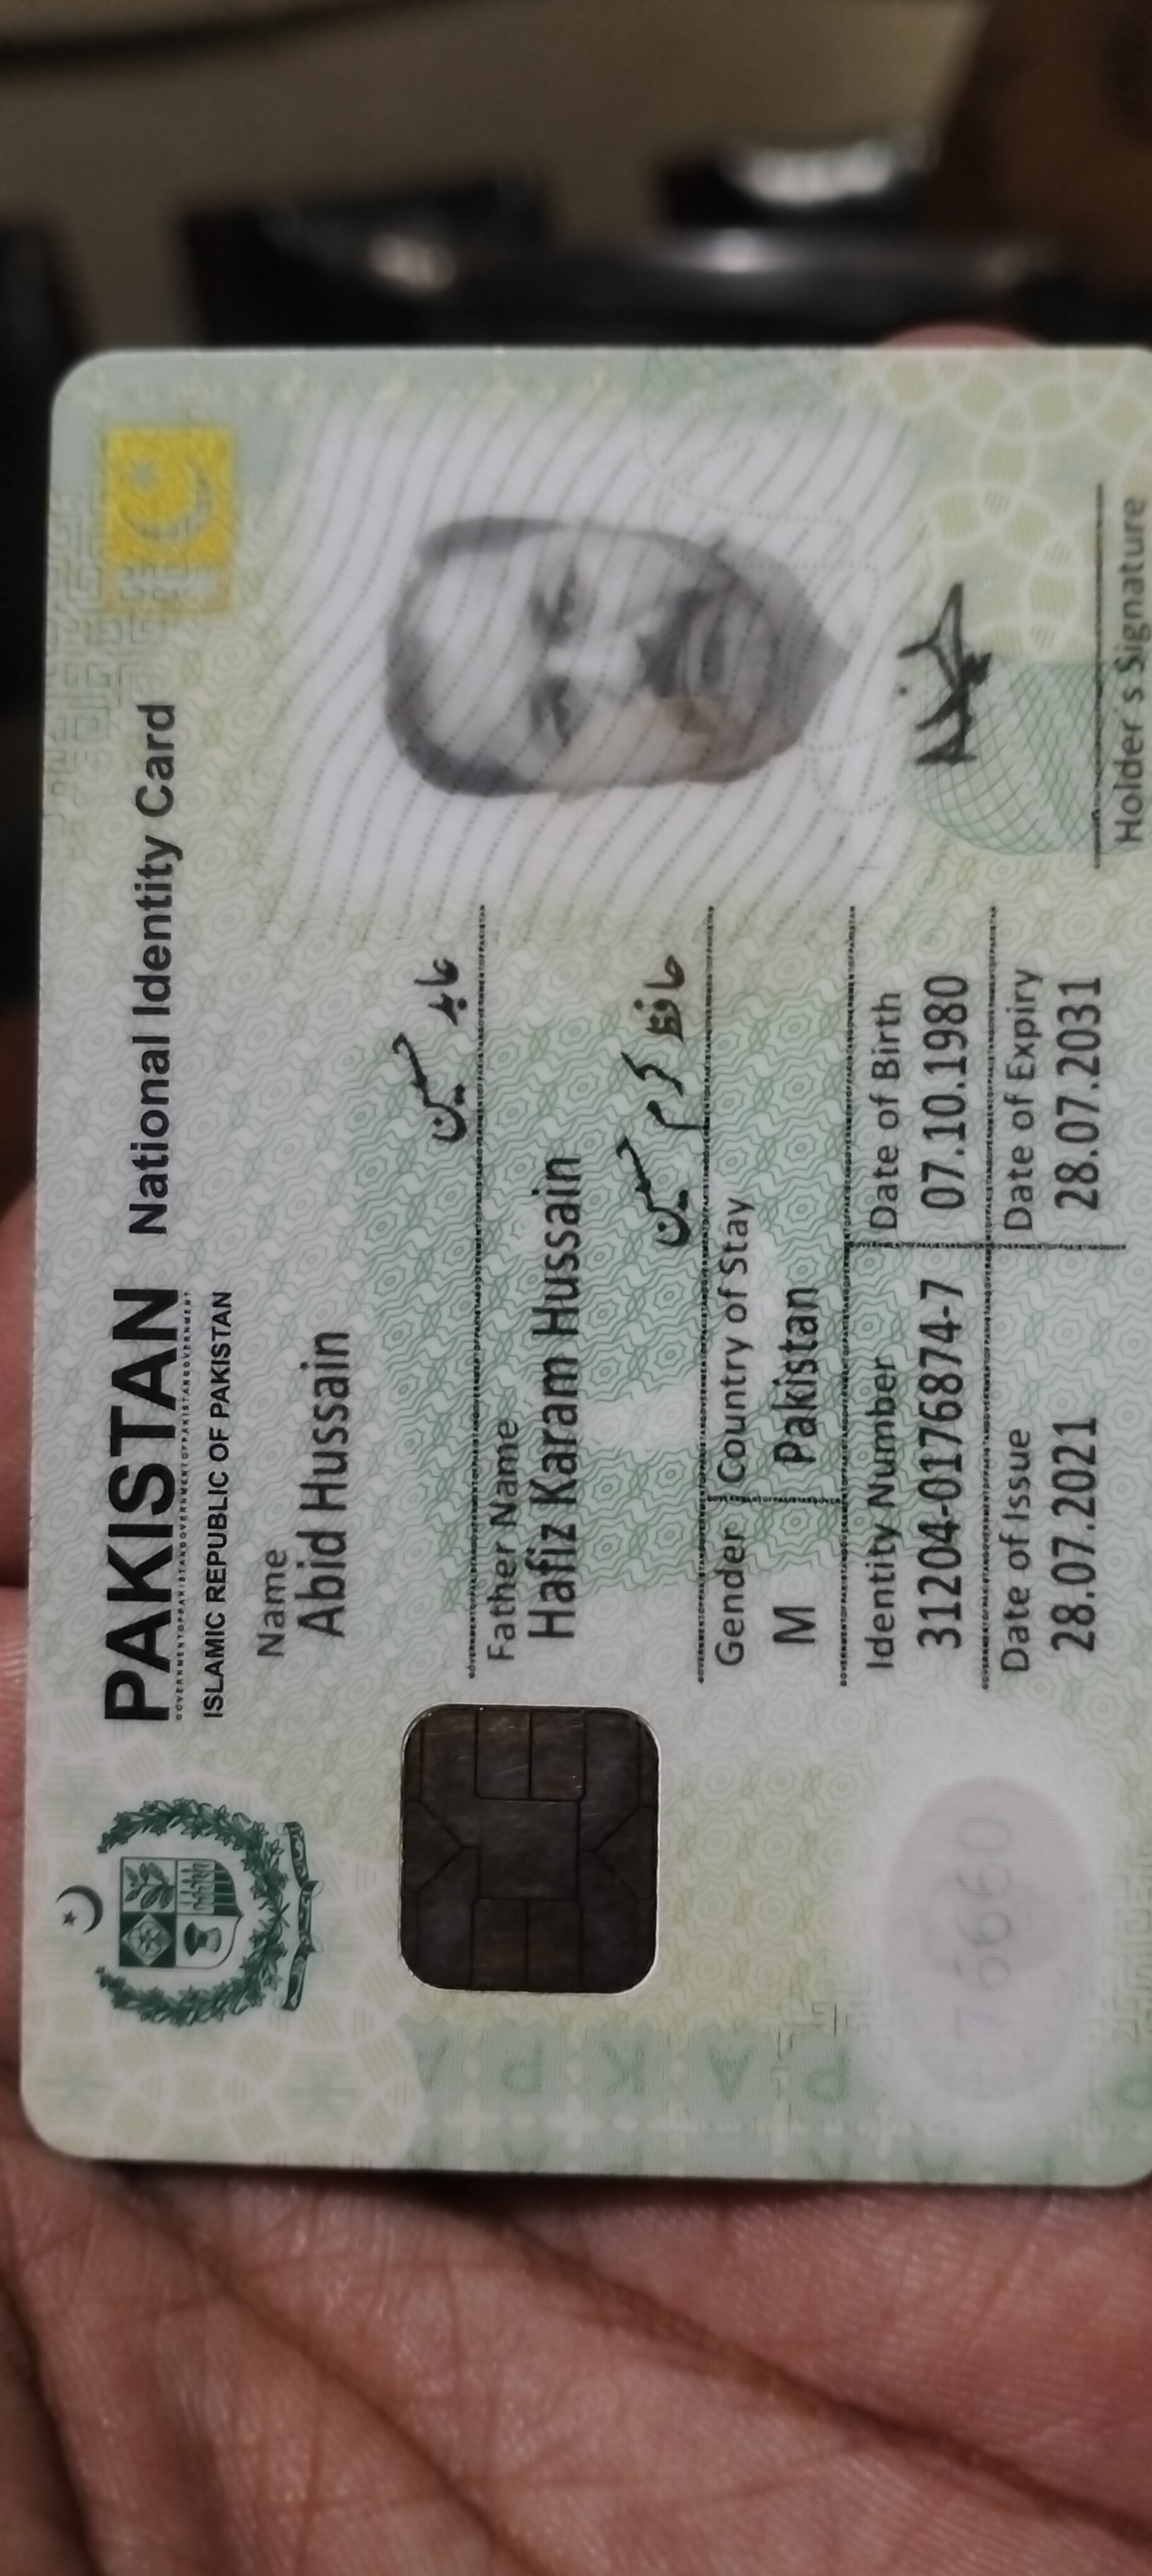 PAKISTAN National Identity Card
ISLAMIC REPUBLIC OF PAKISTAN
Name
Abid Hussain
عابد حسین
Father Name
Hafiz Karam Hussain
حافظ کرم حسین
Gender Country of Stay
M Pakistan
Identity Number Date of Birth
31204-0176874-7 07.10.1980
Date of Issue Date of Expiry
28.07.2021 28.07.2031
Holder's Signature
76660
PAKPAK